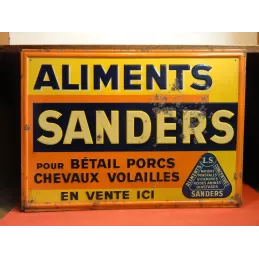 ALIMENTS
SANDERS
POUR BÉTAIL PORCS
CHEVAUX VOLAILLES
EN VENTE ICI
L.S.
SANDERS